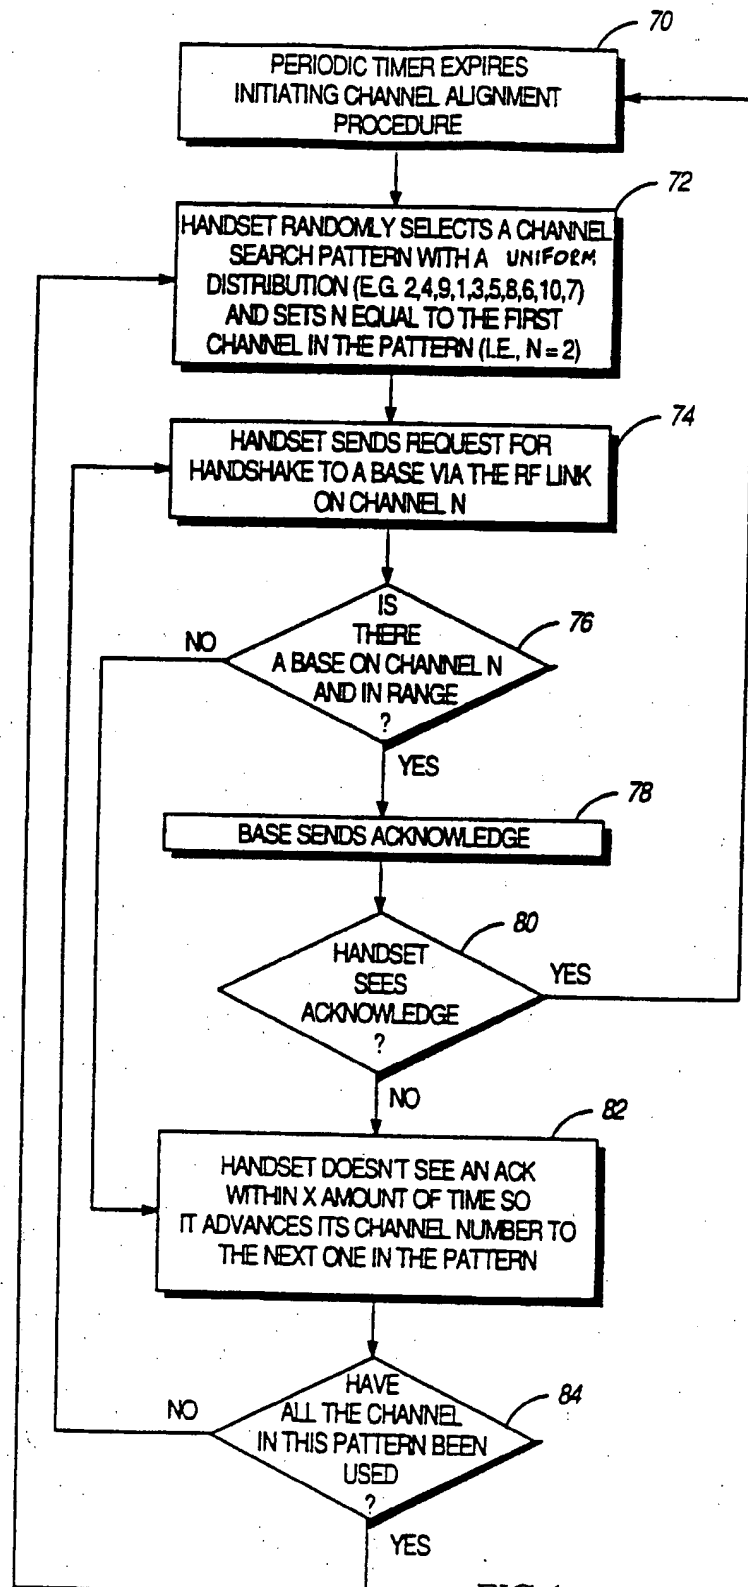 70
PERIODIC TIMER EXPIRES
INITIATING CHANNEL ALIGNMENT
PROCEDURE
72
HANDSET RANDOMLY SELECTS A CHANNEL
SEARCH PATTERN WITH A UNIFORM
DISTRIBUTION (E.G. 2,4,9,1,3,5,8,6,10,7)
AND SETS N EQUAL TO THE FIRST
CHANNEL IN THE PATTERN (I.E., N = 2)
74
HANDSET SENDS REQUEST FOR
HANDSHAKE TO A BASE VIA THE RF LINK
ON CHANNEL N
76
IS
THERE
A BASE ON CHANNEL N
AND IN RANGE
?
NO
YES
78
BASE SENDS ACKNOWLEDGE
80
HANDSET
SEES
ACKNOWLEDGE
?
YES
NO
82
HANDSET DOESN'T SEE AN ACK
WITHIN X AMOUNT OF TIME SO
IT ADVANCES ITS CHANNEL NUMBER TO
THE NEXT ONE IN THE PATTERN
84
HAVE
ALL THE CHANNEL
IN THIS PATTERN BEEN
USED
?
NO
YES